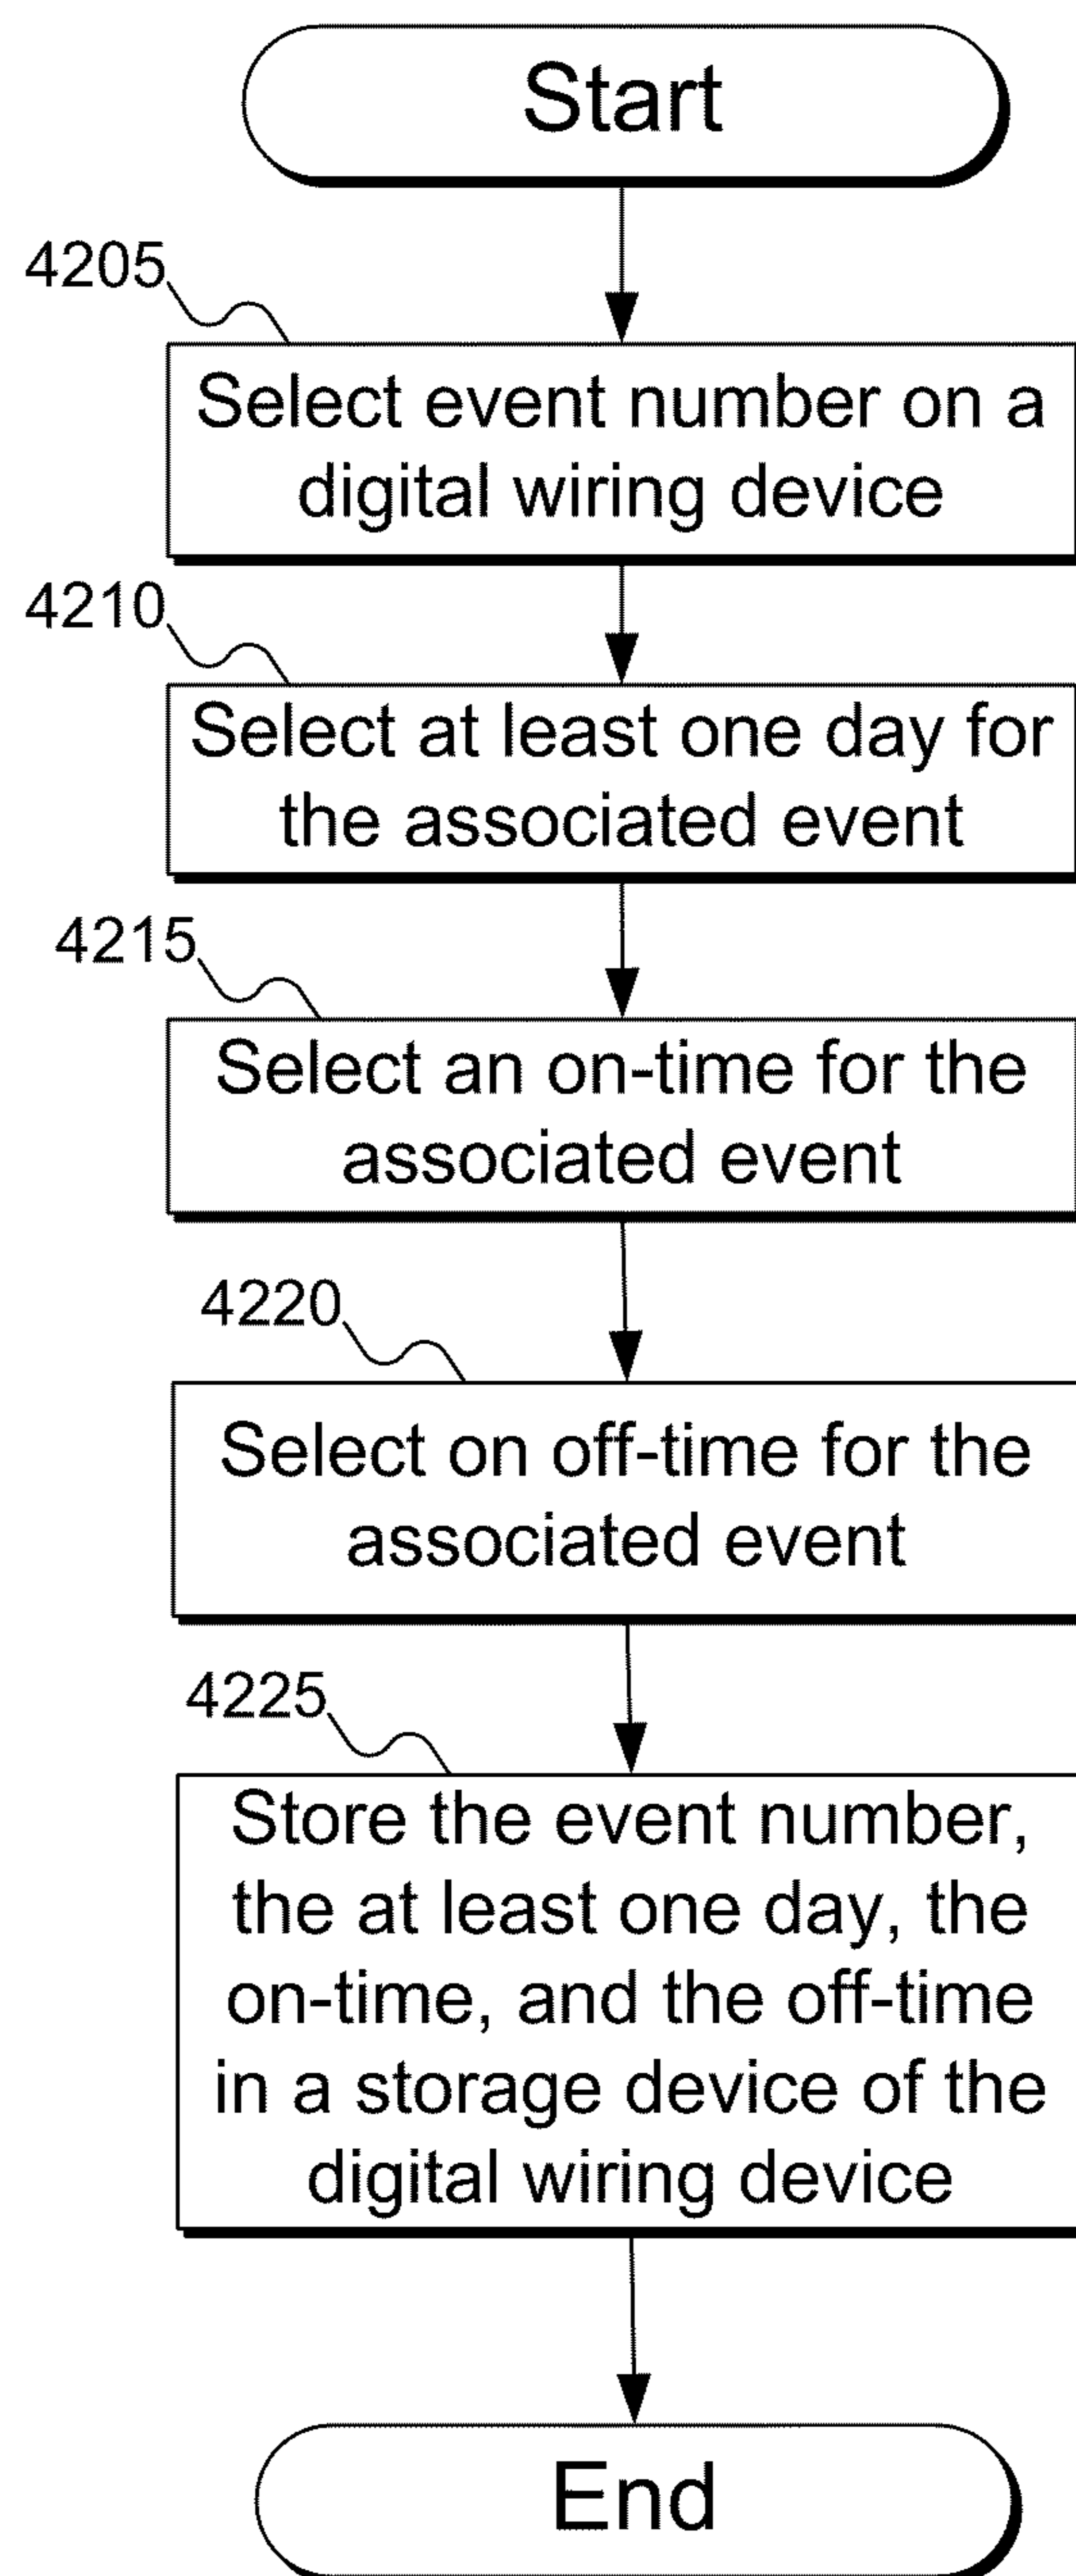 Start
4205
Select event number on a
digital wiring device
4210
Select at least one day for
the associated event
4215
Select an on-time for the
associated event
4220
Select on off-time for the
associated event
4225
Store the event number,
the at least one day, the
on-time, and the off-time
in a storage device of the
digital wiring device
End